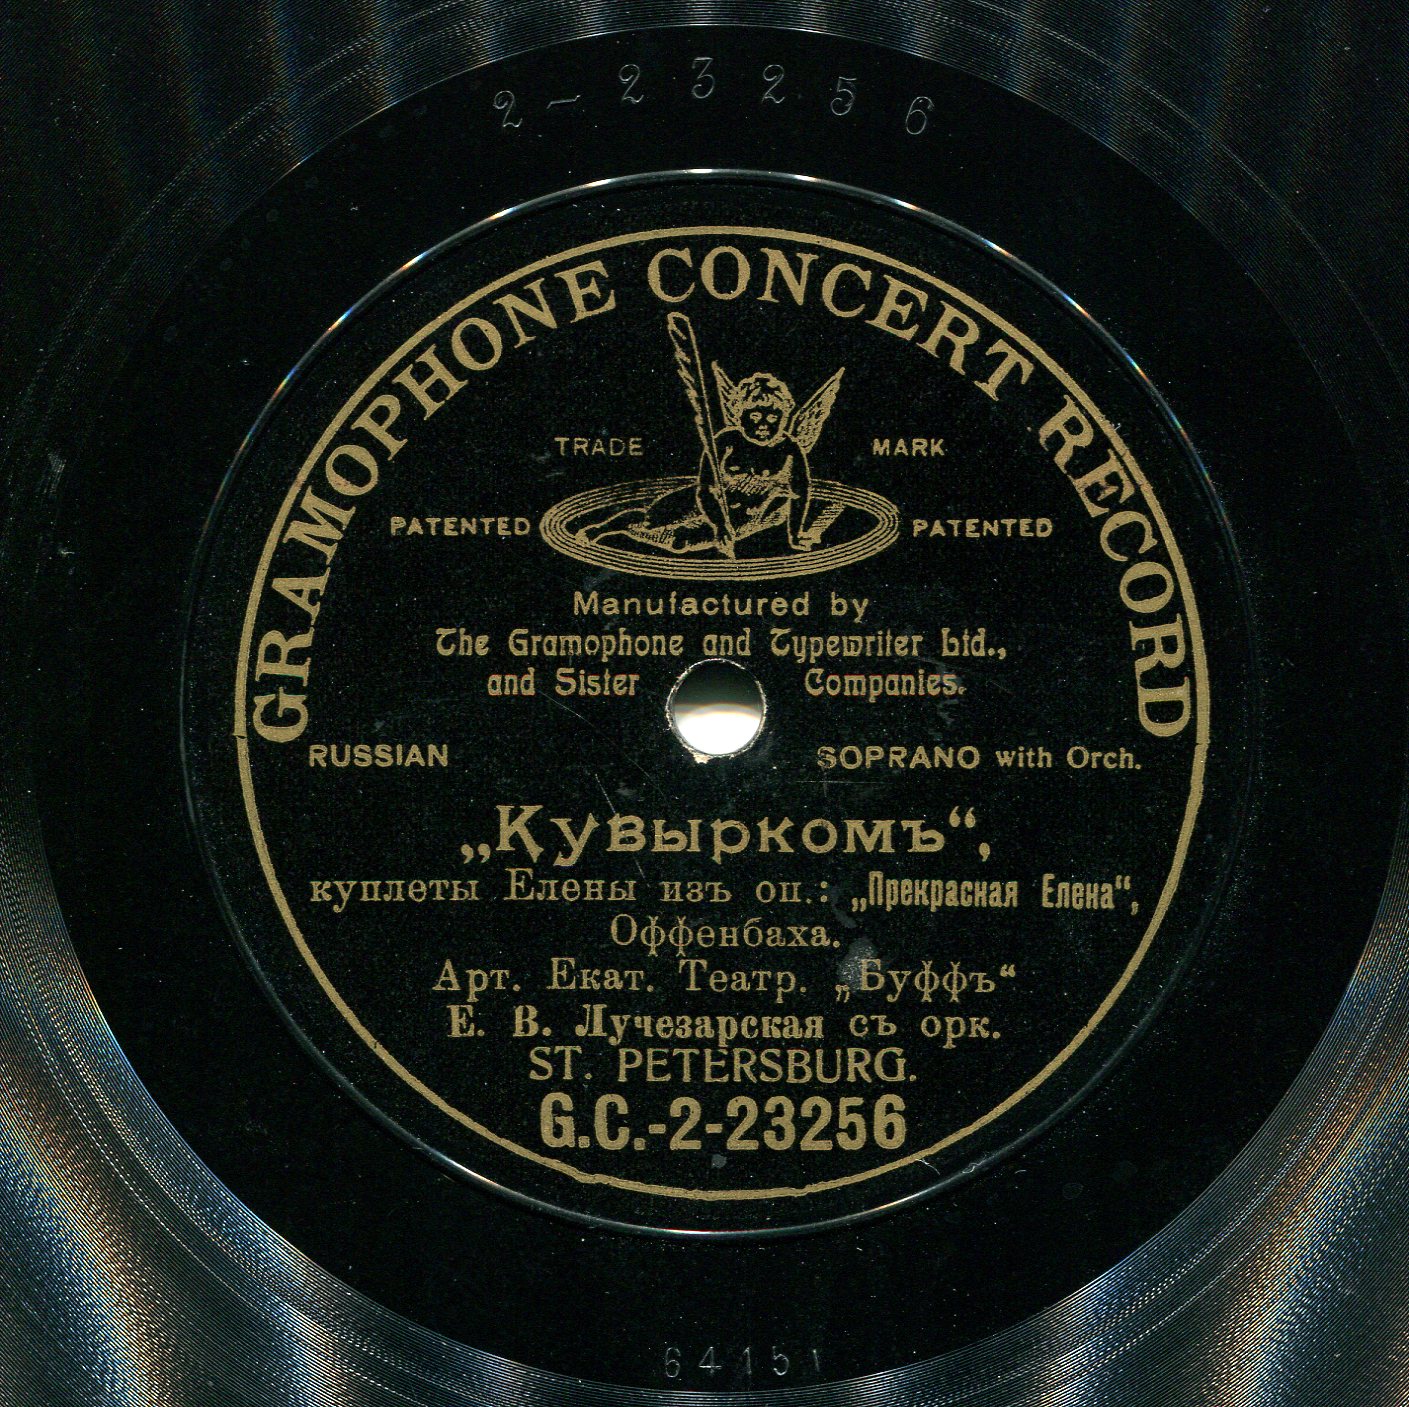 2-23256
GRAMOPHONE CONCERT RECORD
TRADE MARK
PATENTED PATENTED
Manufactured by
The Gramophone and Typewriter Ltd.,
and Sister Companies.
RUSSIAN SOPRANO with Orch.
„Кувыркомъ“,
куплеты Елены изъ оп.: „Прекрасная Елена“,
Оффенбаха.
Арт. Екат. Театр. „Буффъ“
Е. В. Лучезарская съ орк.
ST. PETERSBURG.
G.C.-2-23256
6415l